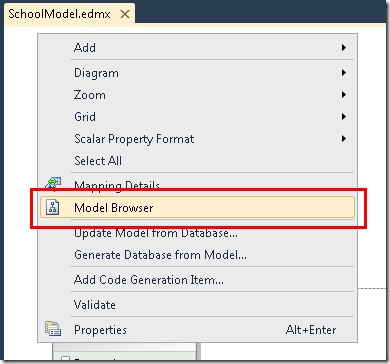 SchoolModel.edmx
Add
Diagram
Zoom
Grid
Scalar Property Format
Select All
Mapping Details
Model Browser
Update Model from Database...
Generate Database from Model...
Add Code Generation Item...
Validate
Properties Alt+Enter